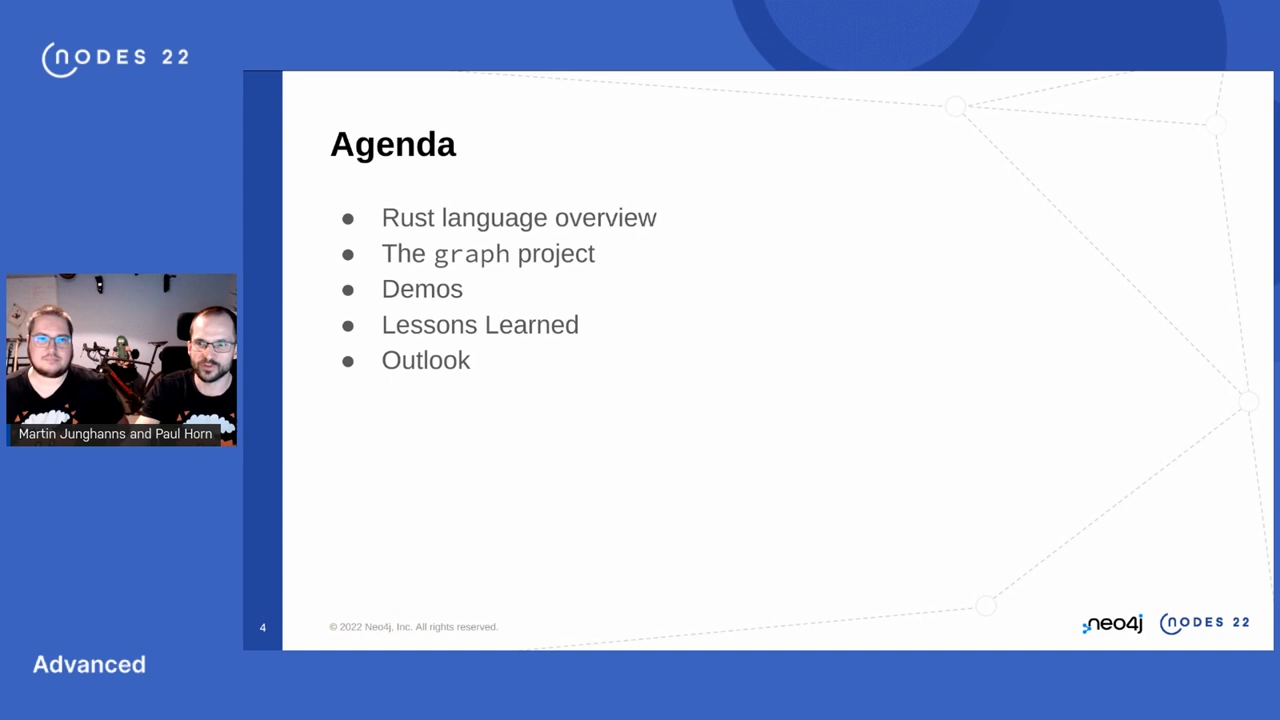 NODES 22
Agenda
● Rust language overview
● The graph project
● Demos
● Lessons Learned
● Outlook
Martin Junghanns and Paul Horn
4
© 2022 Neo4j, Inc. All rights reserved.
neo4j
NODES 22
Advanced